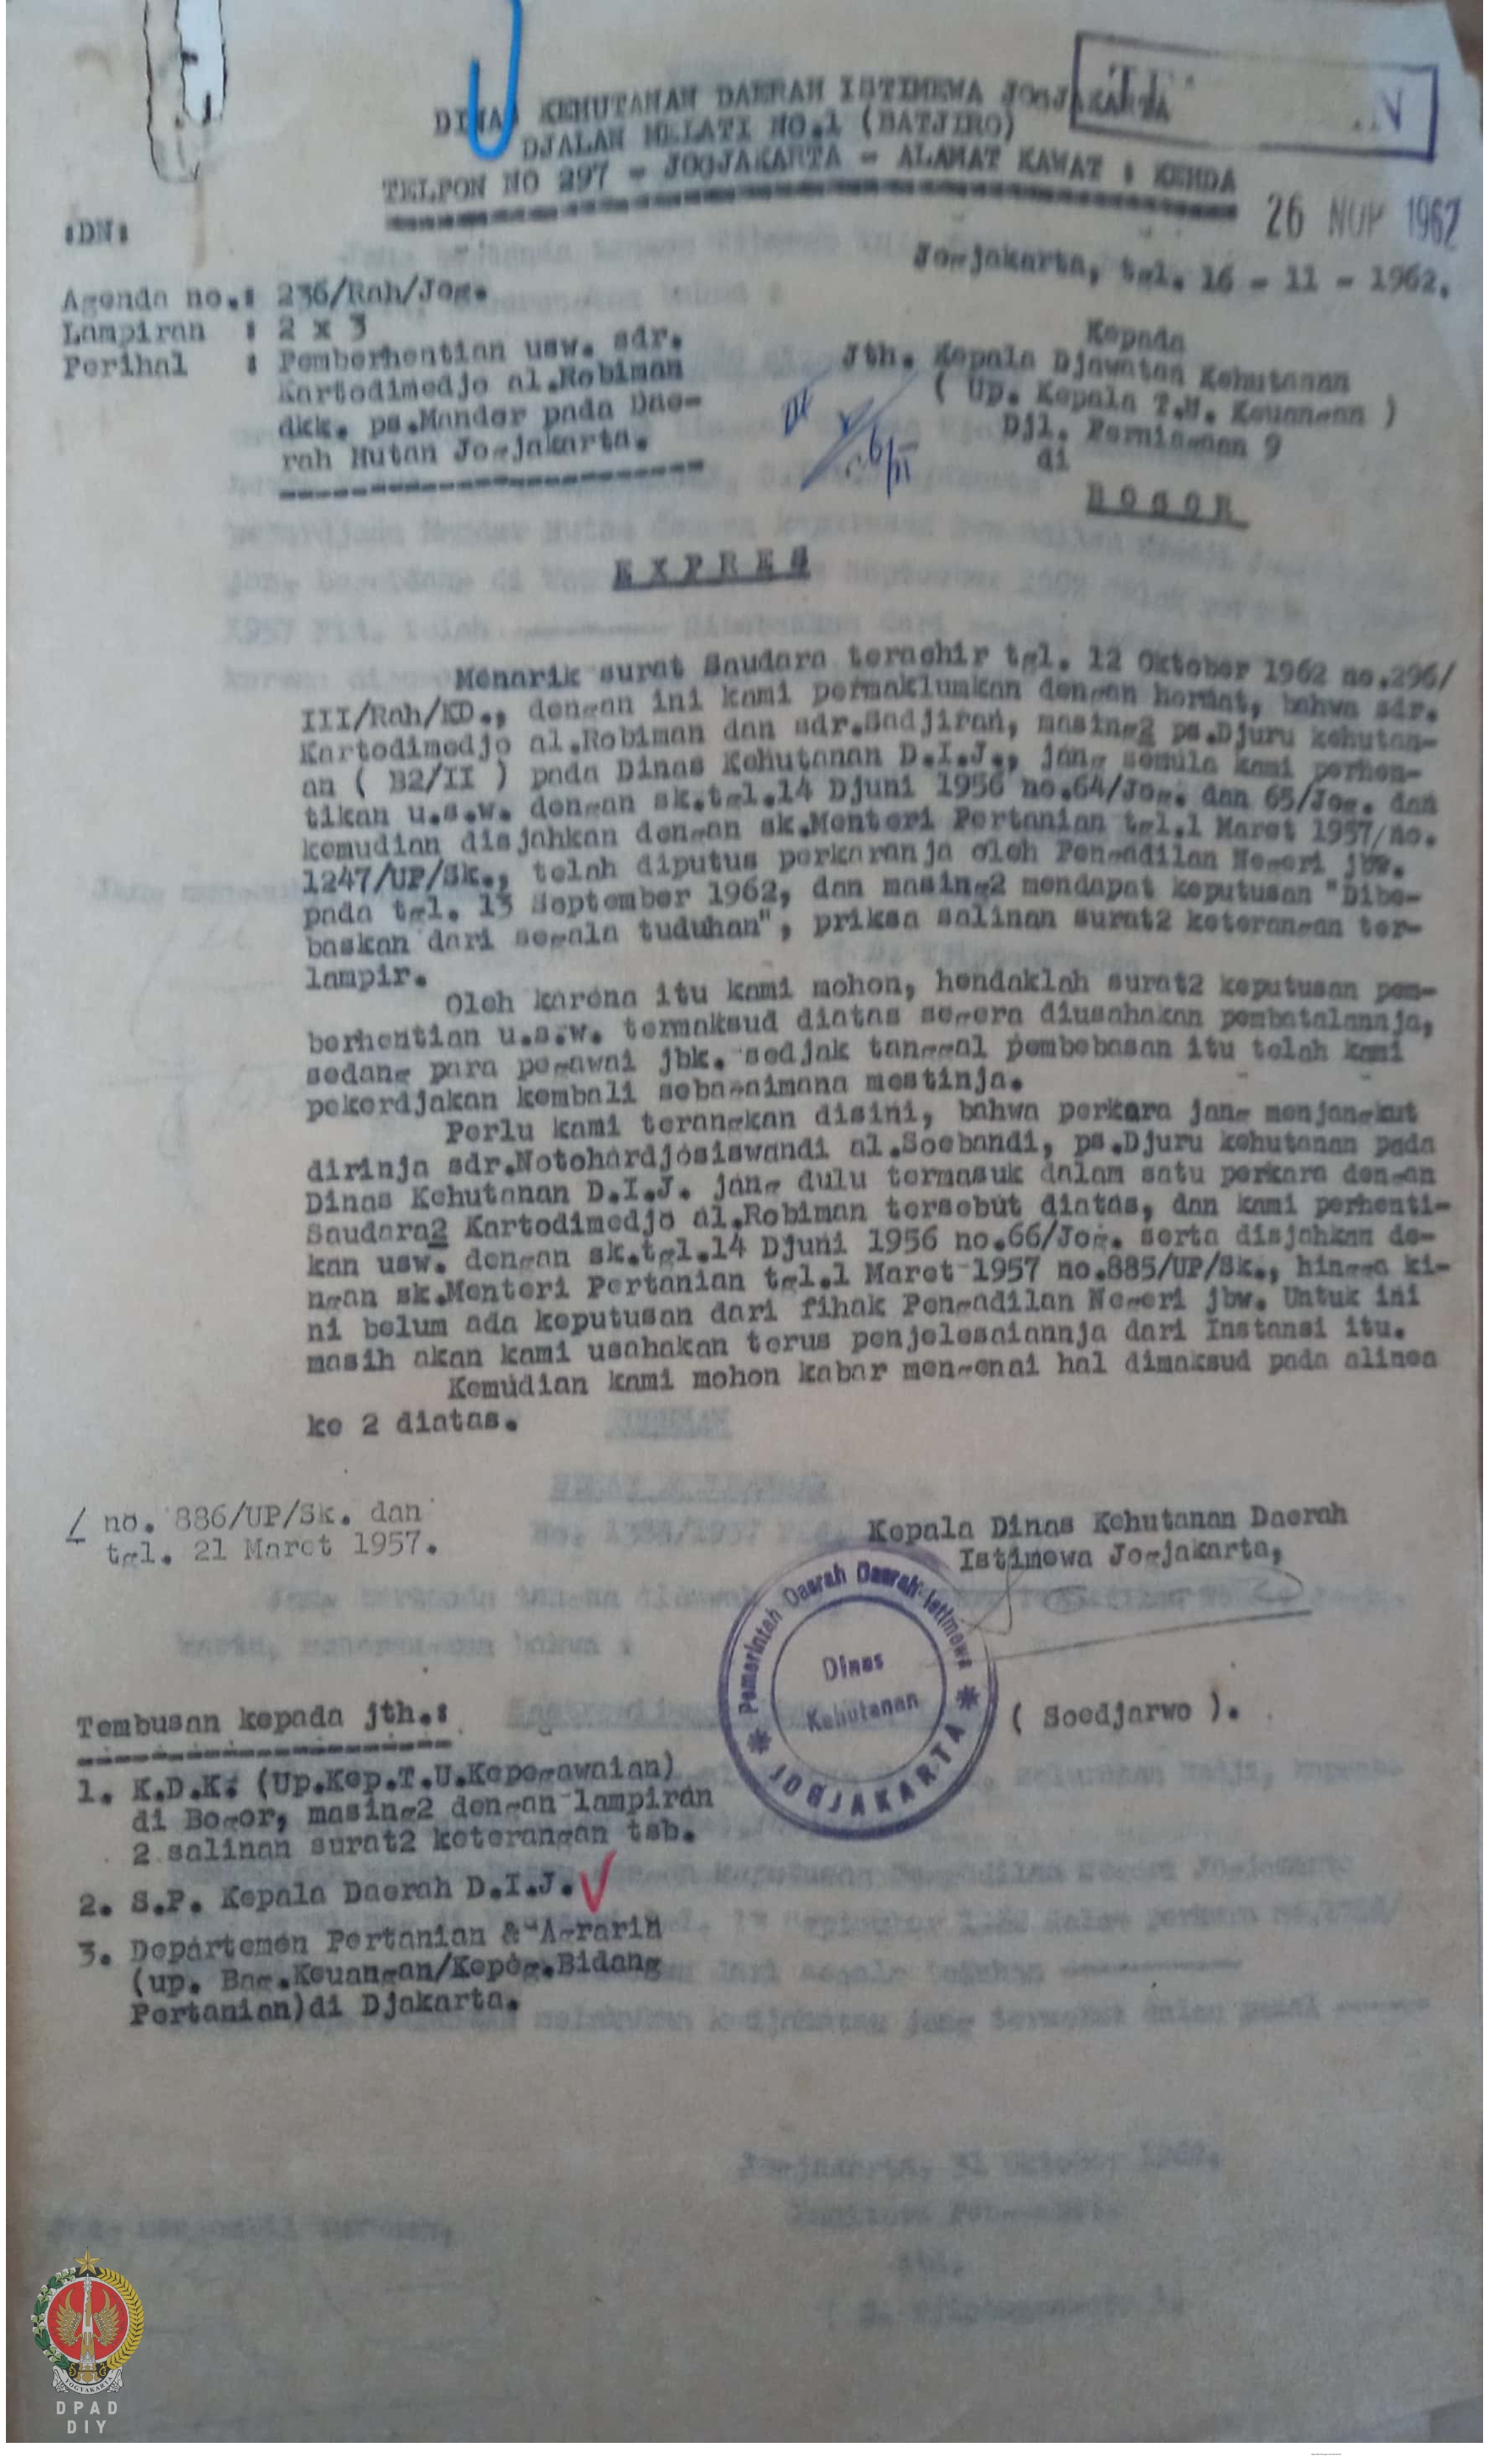 DINAS KEHUTANAN DAERAH ISTIMEWA JOGJAKARTA
DJALAN MELATI NO.1 (BATJIRO)
TELPON NO 297 - JOGJAKARTA - ALAMAT KAWAT : KEHDA
26 NOP 1962
:DN:
Jogjakarta, tgl. 16 - 11 - 1962.
Agenda no.: 236/Rah/Jog.
Lampiran : 2 x 3
Perihal : Pemberhentian usw. sdr.
Kartodimedjo al.Robiman
dkk. ps.Mandor pada Dae-
rah Hutan Jogjakarta.
Kepada
Jth. Kepala Djawatan Kehutanan
( Up. Kepala T.U. Keuangan )
Djl. Perniagaan 9
di
BOGOR
EXPRES
Menarik surat Saudara terachir tgl. 12 Oktober 1962 no.296/
III/Rah/KD., dengan ini kami permaklumkan dengan hormat, bahwa sdr.
Kartodimedjo al.Robiman dan sdr.Sadjiran, masing2 ps.Djuru kehutan-
an ( B2/II ) pada Dinas Kehutanan D.I.J., jang semula kami perhen-
tikan u.s.w. dengan sk.tgl.14 Djuni 1956 no.64/Jog. dan 65/Jog. dan
kemudian disjahkan dengan sk.Menteri Pertanian tgl.1 Maret 1957/no.
1247/UP/Sk., telah diputus perkaranja oleh Pengadilan Negeri jbw.
pada tgl. 13 September 1962, dan masing2 mendapat keputusan "Dibe-
baskan dari segala tuduhan", priksa salinan surat2 keterangan ter-
lampir.
Oleh karena itu kami mohon, hendaklah surat2 keputusan pem-
berhentian u.s.w. termaksud diatas segera diusahakan pembatalannja,
sedang para pegawai jbk. sedjak tanggal pembebasan itu telah kami
pekerdjakan kembali sebagaimana mestinja.
Perlu kami terangkan disini, bahwa perkara jang menjangkut
dirinja sdr.Notohardjosiswandi al.Soebandi, ps.Djuru kehutanan pada
Dinas Kehutanan D.I.J. jang dulu termasuk dalam satu perkara dengan
Saudara2 Kartodimedjo al.Robiman tersebut diatas, dan kami perhenti-
kan usw. dengan sk.tgl.14 Djuni 1956 no.66/Jog. serta disjahkan de-
ngan sk.Menteri Pertanian tgl.1 Maret 1957 no.885/UP/Sk., hingga ki-
ni belum ada keputusan dari fihak Pengadilan Negeri jbw. Untuk ini
masih akan kami usahakan terus penjelesaiannja dari Instansi itu.
Kemudian kami mohon kabar mengenai hal dimaksud pada alinea
ke 2 diatas.
/ no. 886/UP/Sk. dan
tgl. 21 Maret 1957.
Kepala Dinas Kehutanan Daerah
Istimewa Jogjakarta,
Pemerintah Daerah Daerah Istimewa
Dinas
Kehutanan
JOGJAKARTA
( Soedjarwo ).
Tembusan kepada jth.:
1. K.D.K. (Up.Kep.T.U.Kepegawaian)
di Bogor, masing2 dengan lampiran
2 salinan surat2 keterangan tsb.
2. S.P. Kepala Daerah D.I.J.
3. Departemen Pertanian & Agraria
(up. Bag.Keuangan/Kepeg.Bidang
Pertanian)di Djakarta.
YOGYAKARTA
DPAD
DIY